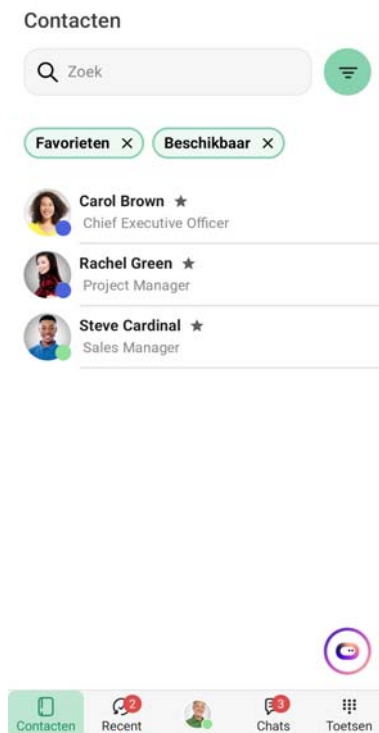 Contacten
Zoek
Favorieten ×
Beschikbaar ×
Carol Brown ★
Chief Executive Officer
Rachel Green ★
Project Manager
Steve Cardinal ★
Sales Manager
2
3
Contacten
Recent
Chats
Toetsen